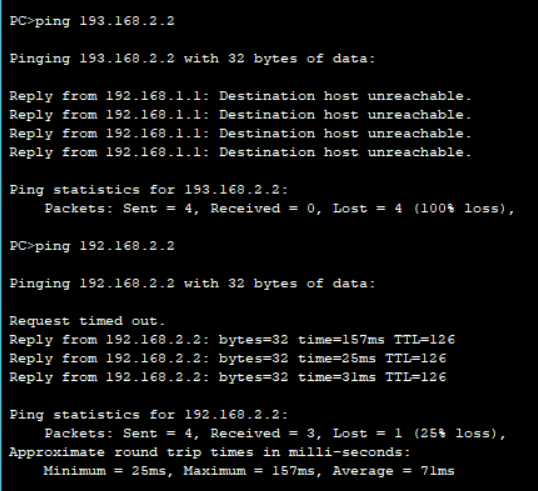 PC>ping 193.168.2.2
Pinging 193.168.2.2 with 32 bytes of data:
Reply from 192.168.1.1: Destination host unreachable.
Reply from 192.168.1.1: Destination host unreachable.
Reply from 192.168.1.1: Destination host unreachable.
Reply from 192.168.1.1: Destination host unreachable.
Ping statistics for 193.168.2.2:
    Packets: Sent = 4, Received = 0, Lost = 4 (100% loss),
PC>ping 192.168.2.2
Pinging 192.168.2.2 with 32 bytes of data:
Request timed out.
Reply from 192.168.2.2: bytes=32 time=157ms TTL=126
Reply from 192.168.2.2: bytes=32 time=25ms TTL=126
Reply from 192.168.2.2: bytes=32 time=31ms TTL=126
Ping statistics for 192.168.2.2:
    Packets: Sent = 4, Received = 3, Lost = 1 (25% loss),
Approximate round trip times in milli-seconds:
    Minimum = 25ms, Maximum = 157ms, Average = 71ms